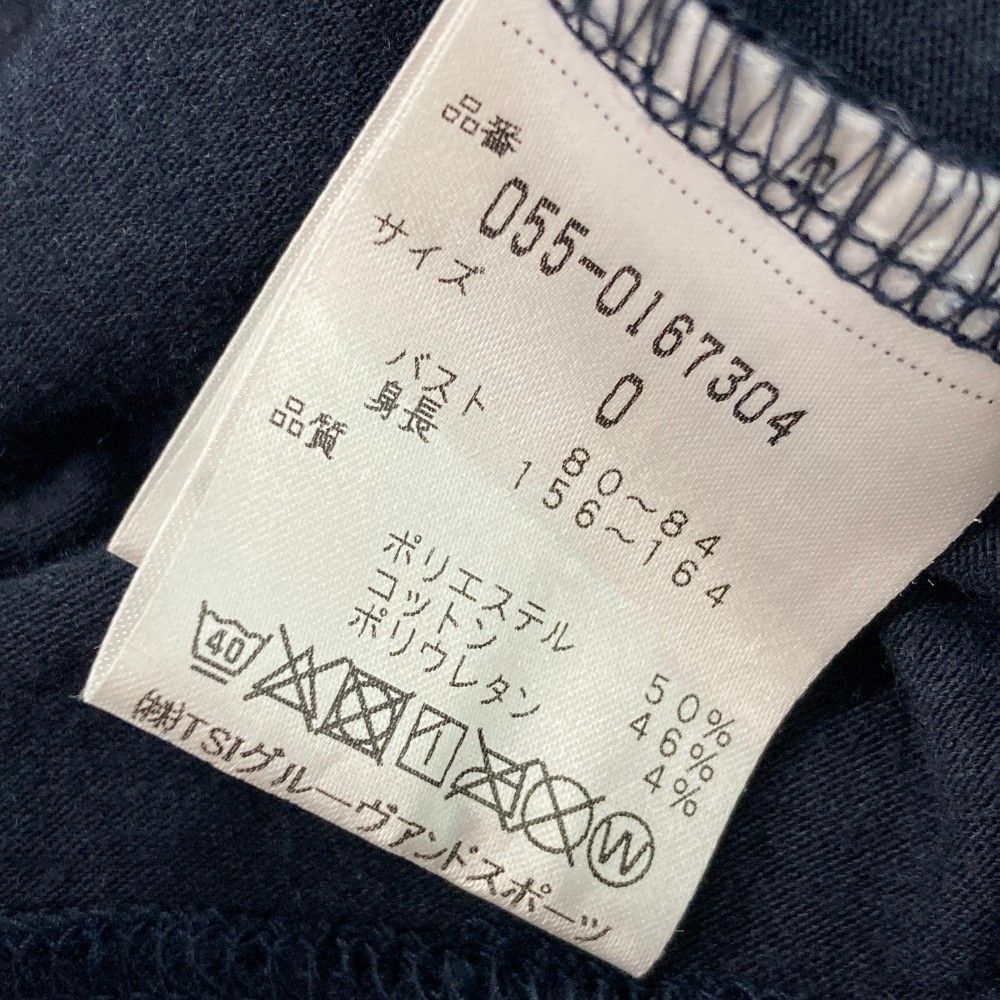 品番
055-0167304
サイズ 0
バスト 80～84
身長 156～164
品質
ポリエステル 50%
コットン 46%
ポリウレタン 4%
40 W
㈱TSIグルーヴアンドスポーツ